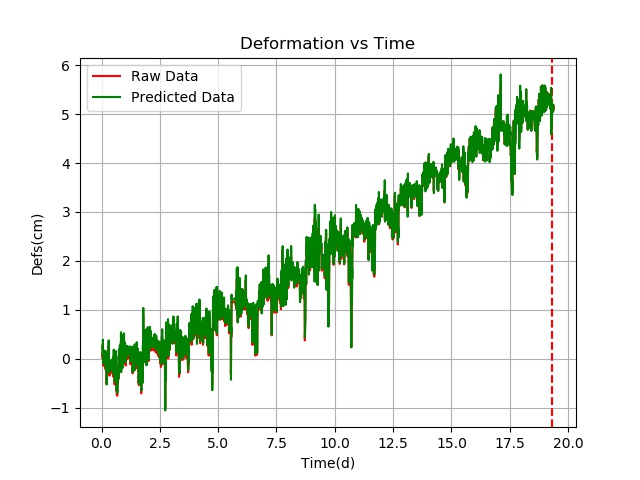 Deformation vs Time
Raw Data
Predicted Data
Defs(cm)
6
5
4
3
2
1
0
−1
0.0 2.5 5.0 7.5 10.0 12.5 15.0 17.5 20.0
Time(d)